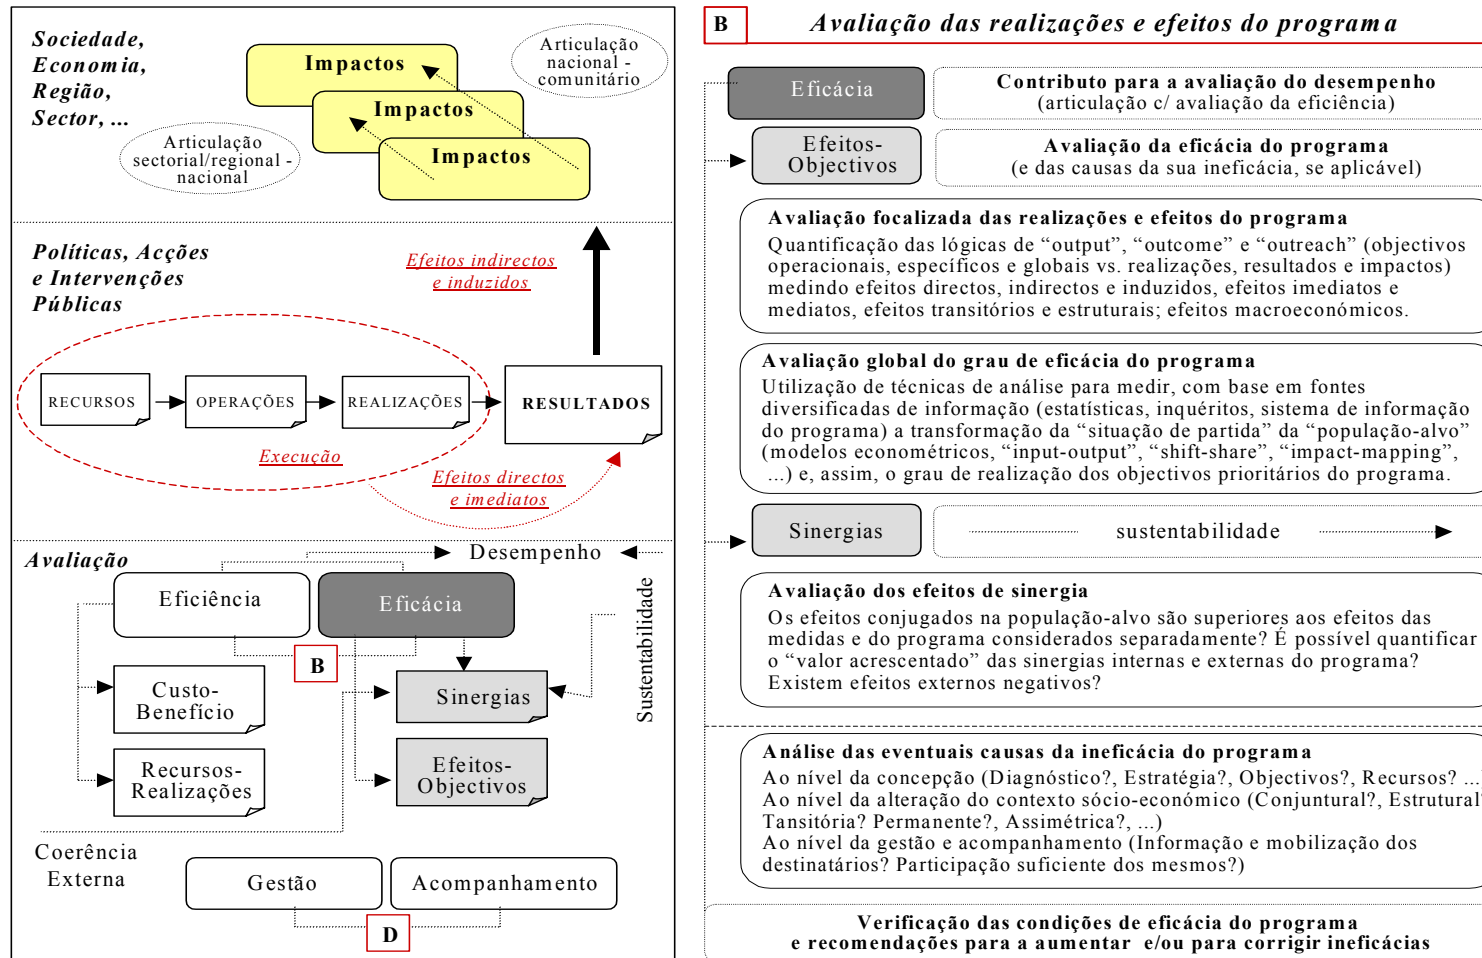 Sociedade,
Economia,
Região,
Sector, ...
Impactos
Impactos
Impactos
Articulação
nacional -
comunitário
Articulação
sectorial/regional -
nacional
Políticas, Acções
e Intervenções
Públicas
Efeitos indirectos
e induzidos
RECURSOS
OPERAÇÕES
REALIZAÇÕES
RESULTADOS
Execução
Efeitos directos
e imediatos
Avaliação
Desempenho
Eficiência
Eficácia
B
Sustentabilidade
Custo-
Benefício
Sinergias
Recursos-
Realizações
Efeitos-
Objectivos
Coerência
Externa
Gestão
Acompanhamento
D
B
Avaliação das realizações e efeitos do programa
Eficácia
Contributo para a avaliação do desempenho
(articulação c/ avaliação da eficiência)
Efeitos-
Objectivos
Avaliação da eficácia do programa
(e das causas da sua ineficácia, se aplicável)
Avaliação focalizada das realizações e efeitos do programa
Quantificação das lógicas de “output”, “outcome” e “outreach” (objectivos
operacionais, específicos e globais vs. realizações, resultados e impactos)
medindo efeitos directos, indirectos e induzidos, efeitos imediatos e
mediatos, efeitos transitórios e estruturais; efeitos macroeconómicos.
Avaliação global do grau de eficácia do programa
Utilização de técnicas de análise para medir, com base em fontes
diversificadas de informação (estatísticas, inquéritos, sistema de informação
do programa) a transformação da “situação de partida” da “população-alvo”
(modelos econométricos, “input-output”, “shift-share”, “impact-mapping”,
...) e, assim, o grau de realização dos objectivos prioritários do programa.
Sinergias
sustentabilidade
Avaliação dos efeitos de sinergia
Os efeitos conjugados na população-alvo são superiores aos efeitos das
medidas e do programa considerados separadamente? É possível quantificar
o “valor acrescentado” das sinergias internas e externas do programa?
Existem efeitos externos negativos?
Análise das eventuais causas da ineficácia do programa
Ao nível da concepção (Diagnóstico?, Estratégia?, Objectivos?, Recursos? ...
Ao nível da alteração do contexto sócio-económico (Conjuntural?, Estrutural?
Tansitória? Permanente?, Assimétrica?, ...)
Ao nível da gestão e acompanhamento (Informação e mobilização dos
destinatários? Participação suficiente dos mesmos?)
Verificação das condições de eficácia do programa
e recomendações para a aumentar e/ou para corrigir ineficácias